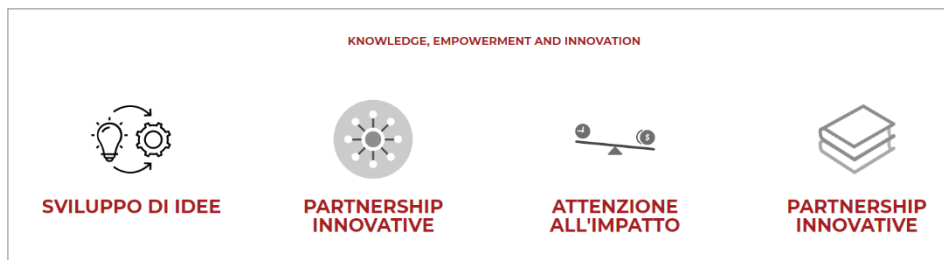 KNOWLEDGE, EMPOWERMENT AND INNOVATION
$
SVILUPPO DI IDEE
PARTNERSHIP
INNOVATIVE
ATTENZIONE
ALL'IMPATTO
PARTNERSHIP
INNOVATIVE